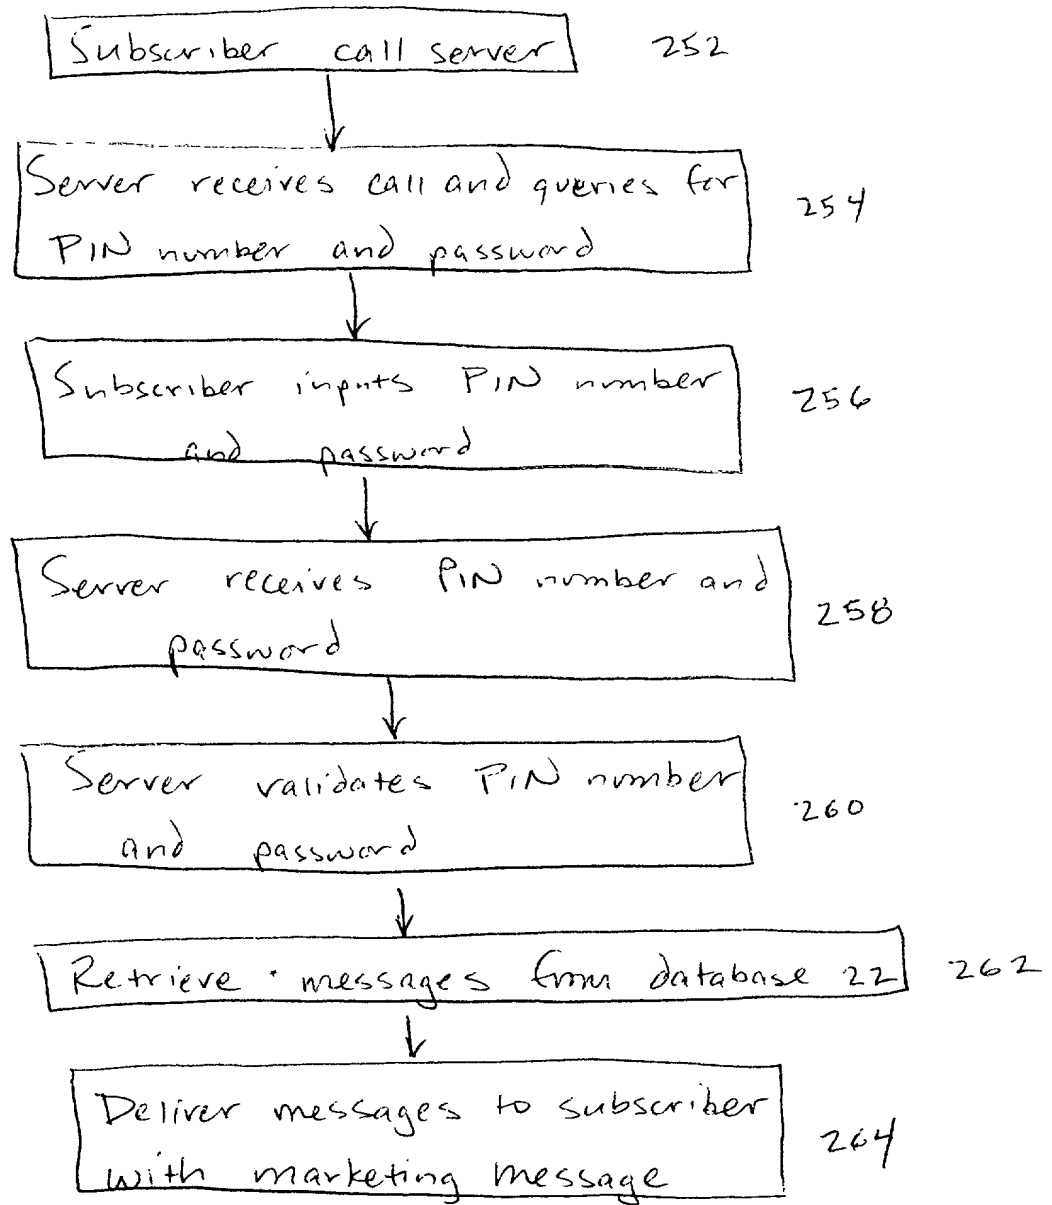 Subscriber call server 252
Server receives call and queries for
PIN number and password 254
Subscriber inputs PIN number
and password 256
Server receives PIN number and
password 258
Server validates PIN number
and password 260
Retrieve messages from database 22 262
Deliver messages to subscriber
with marketing message 264